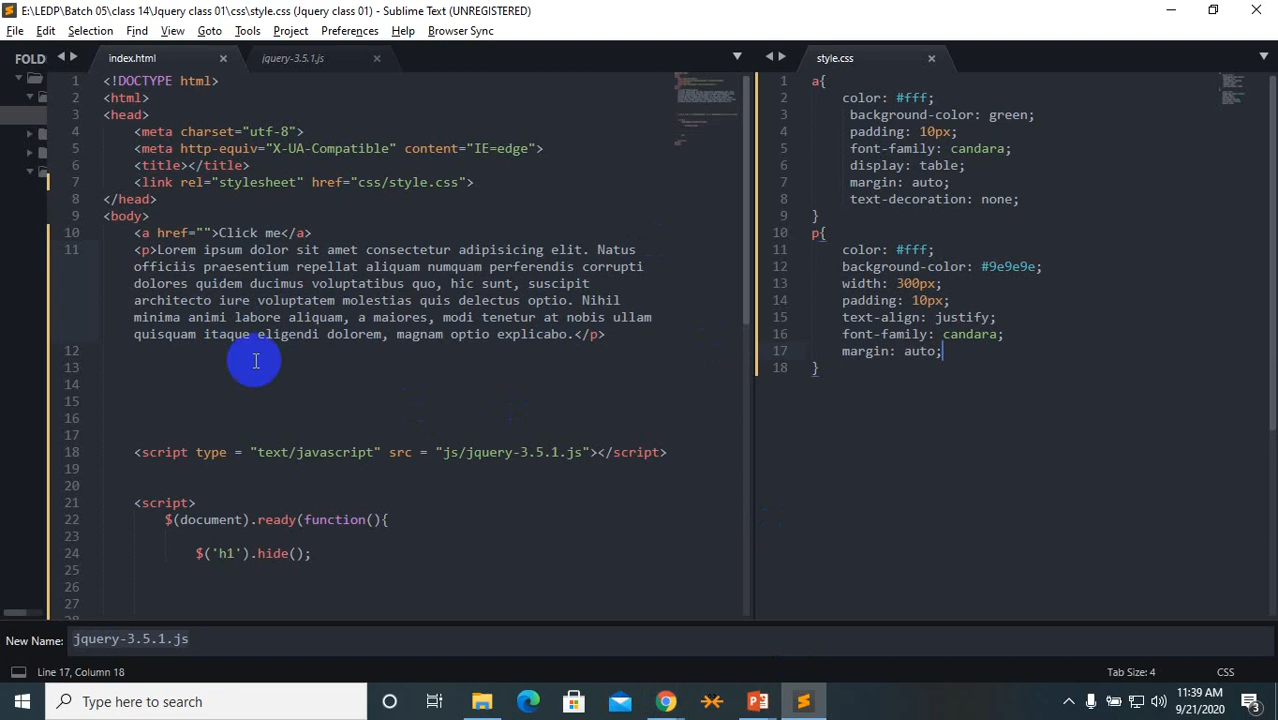 E:\LEDP\Batch 05\class 14\Jquery class 01\css\style.css (Jquery class 01) - Sublime Text (UNREGISTERED)
File Edit Selection Find View Goto Tools Project Preferences Help Browser Sync
FOLD
index.html
jquery-3.5.1.js
style.css
1 <!DOCTYPE html>
2 <html>
3 <head>
4 <meta charset="utf-8">
5 <meta http-equiv="X-UA-Compatible" content="IE=edge">
6 <title></title>
7 <link rel="stylesheet" href="css/style.css">
8 </head>
9 <body>
10 <a href="">Click me</a>
11 <p>Lorem ipsum dolor sit amet consectetur adipisicing elit. Natus
officiis praesentium repellat aliquam numquam perferendis corrupti
dolores quidem ducimus voluptatibus quo, hic sunt, suscipit
architecto iure voluptatem molestias quis delectus optio. Nihil
minima animi labore aliquam, a maiores, modi tenetur at nobis ullam
quisquam itaque eligendi dolorem, magnam optio explicabo.</p>
12
13
14
15
16
17
18 <script type = "text/javascript" src = "js/jquery-3.5.1.js"></script>
19
20
21 <script>
22 $(document).ready(function(){
23
24 $('h1').hide();
25
26
27
28
1 a{
2 color: #fff;
3 background-color: green;
4 padding: 10px;
5 font-family: candara;
6 display: table;
7 margin: auto;
8 text-decoration: none;
9 }
10 p{
11 color: #fff;
12 background-color: #9e9e9e;
13 width: 300px;
14 padding: 10px;
15 text-align: justify;
16 font-family: candara;
17 margin: auto;
18 }
New Name: jquery-3.5.1.js
Line 17, Column 18
Tab Size: 4
CSS
Type here to search
11:39 AM
9/21/2020
3